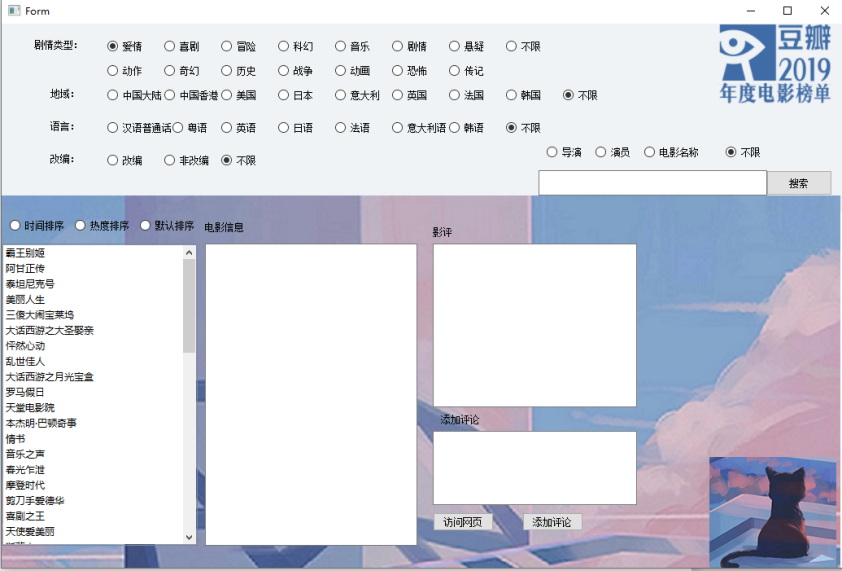 Form
剧情类型: 爱情 喜剧 冒险 科幻 音乐 剧情 悬疑 不限
动作 奇幻 历史 战争 动画 恐怖 传记
地域: 中国大陆 中国香港 美国 日本 意大利 英国 法国 韩国 不限
语言: 汉语普通话 粤语 英语 日语 法语 意大利语 韩语 不限
改编: 改编 非改编 不限
豆瓣
2019
年度电影榜单
导演 演员 电影名称 不限
搜索
时间排序 热度排序 默认排序
电影信息
影评
霸王别姬
阿甘正传
泰坦尼克号
美丽人生
三傻大闹宝莱坞
大话西游之大圣娶亲
怦然心动
乱世佳人
大话西游之月光宝盒
罗马假日
天堂电影院
本杰明·巴顿奇事
情书
音乐之声
春光乍泄
摩登时代
剪刀手爱德华
喜剧之王
天使爱美丽
添加评论
访问网页 添加评论